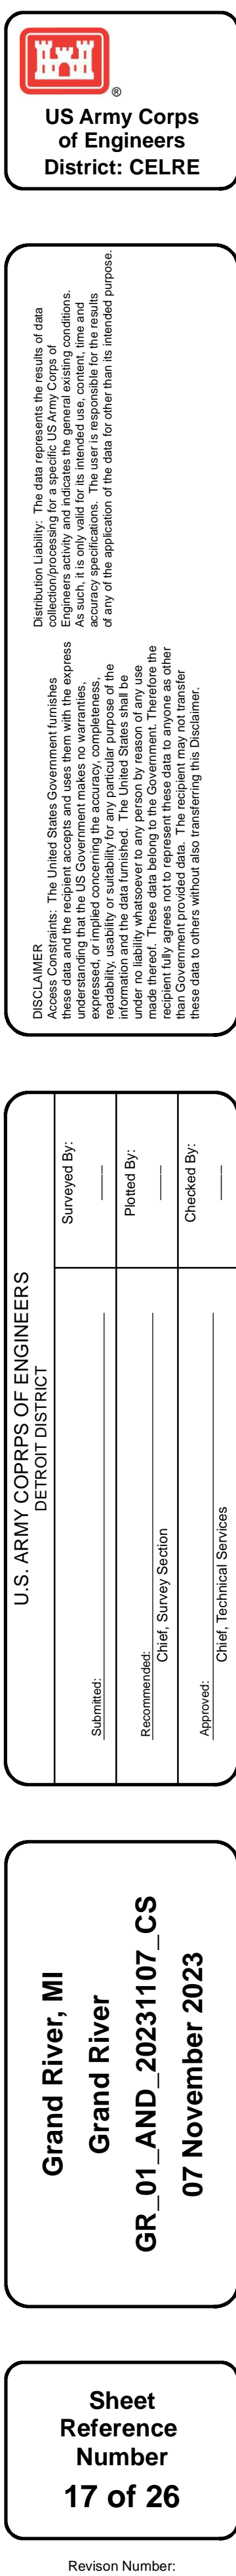 ®
US Army Corps
of Engineers
District: CELRE
DISCLAIMER
Access Constraints: The United States Government furnishes
these data and the recipient accepts and uses them with the express
understanding that the US Government makes no warranties,
expressed, or implied concerning the accuracy, completeness,
readability, usability or suitability for any particular purpose of the
information and the data furnished. The United States shall be
under no liability whatsoever to any person by reason of any use
made thereof. These data belong to the Government. Therefore the
recipient fully agrees not to represent these data to anyone as other
than Government provided data. The recipient may not transfer
these data to others without also transferring this Disclaimer.
Distribution Liability: The data represents the results of data
collection/processing for a specific US Army Corps of
Engineers activity and indicates the general existing conditions.
As such, it is only valid for its intended use, content, time and
accuracy specifications. The user is responsible for the results
of any of the application of the data for other than its intended purpose.
U.S. ARMY COPRPS OF ENGINEERS
DETROIT DISTRICT
Submitted:
Surveyed By:
Recommended:
Chief, Survey Section
Plotted By:
Approved:
Chief, Technical Services
Checked By:
Grand River, MI
Grand River
GR_01_AND_20231107_CS
07 November 2023
Sheet
Reference
Number
17 of 26
Revison Number: